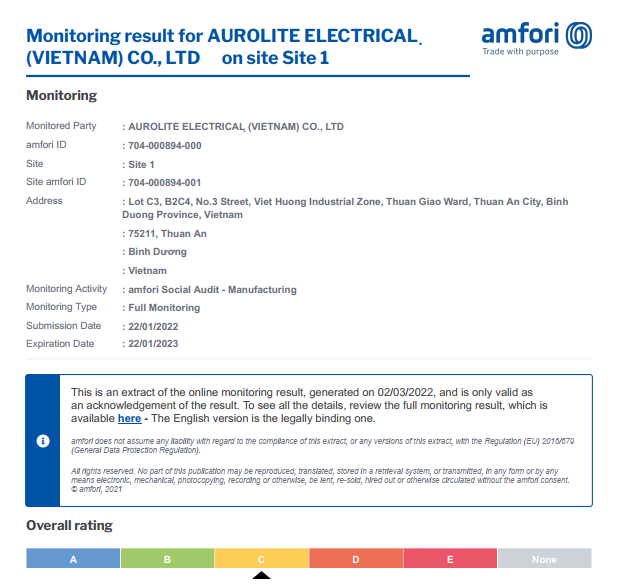 Monitoring result for AUROLITE ELECTRICAL.
(VIETNAM) CO., LTD on site Site 1
amfori
Trade with purpose
Monitoring
Monitored Party : AUROLITE ELECTRICAL (VIETNAM) CO., LTD
amfori ID : 704-000894-000
Site : Site 1
Site amfori ID : 704-000894-001
Address : Lot C3, B2C4, No.3 Street, Viet Huong Industrial Zone, Thuan Giao Ward, Thuan An City, Binh
Duong Province, Vietnam
: 75211, Thuan An
: Binh Dương
: Vietnam
Monitoring Activity : amfori Social Audit - Manufacturing
Monitoring Type : Full Monitoring
Submission Date : 22/01/2022
Expiration Date : 22/01/2023
This is an extract of the online monitoring result, generated on 02/03/2022, and is only valid as
an acknowledgement of the result. To see all the details, review the full monitoring result, which is
available here - The English version is the legally binding one.
amfori does not assume any liability with regard to the compliance of this extract, or any versions of this extract, with the Regulation (EU) 2016/679
(General Data Protection Regulation).
All rights reserved. No part of this publication may be reproduced, translated, stored in a retrieval system, or transmitted, in any form or by any
means electronic, mechanical, photocopying, recording or otherwise, be lent, re-sold, hired out or otherwise circulated without the amfori consent.
© amfori, 2021
Overall rating
A B C D E None